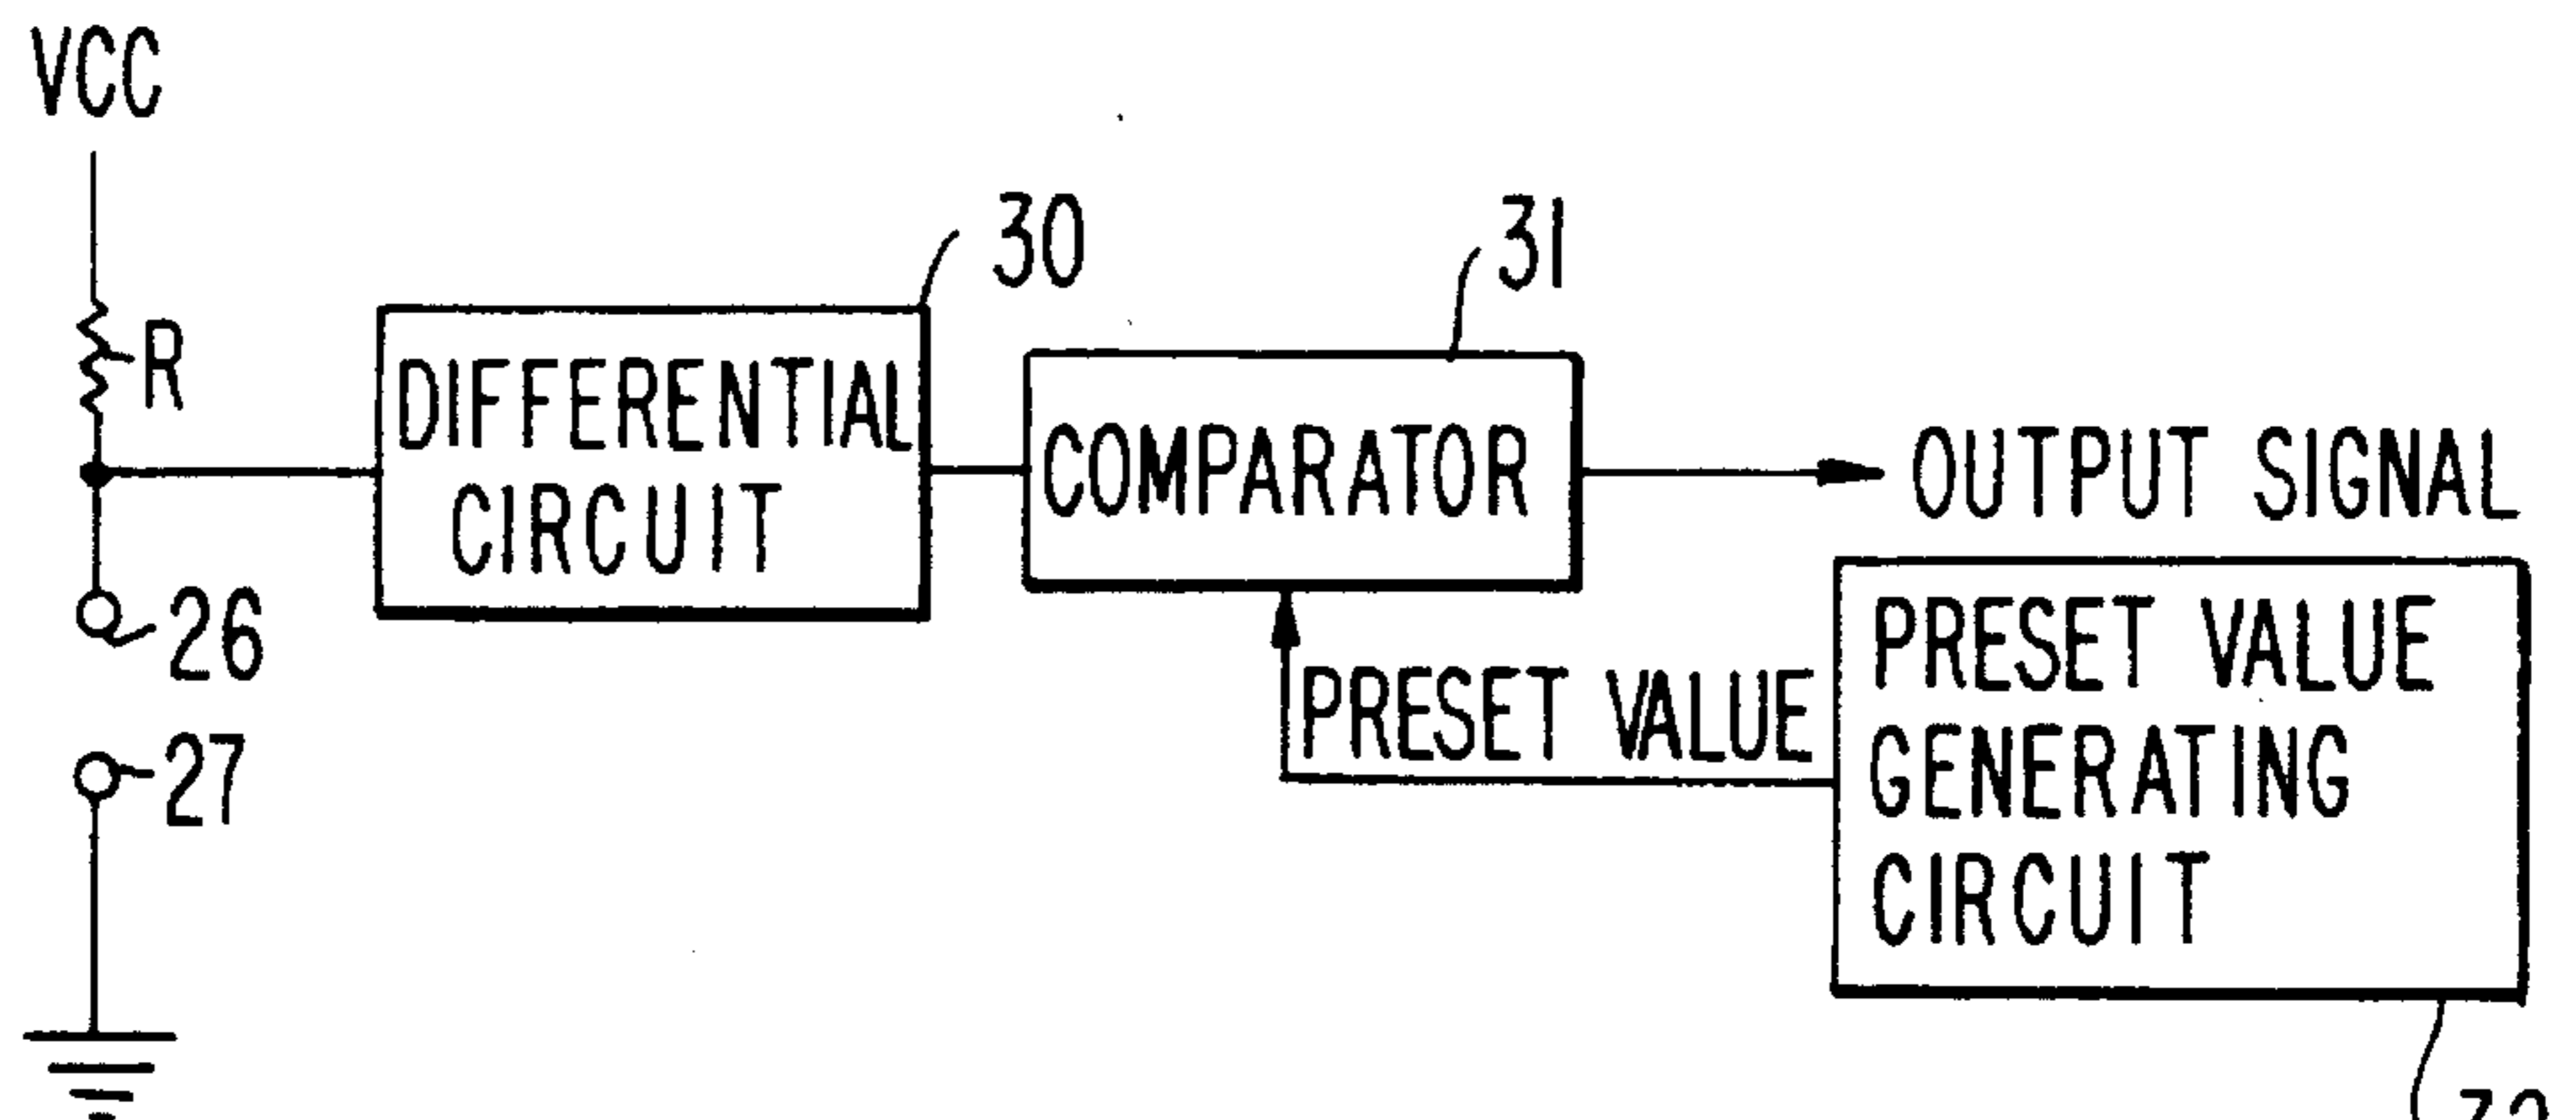 VCC
30
31
R
DIFFERENTIAL
CIRCUIT
COMPARATOR
OUTPUT SIGNAL
26
27
PRESET VALUE
PRESET VALUE
GENERATING
CIRCUIT